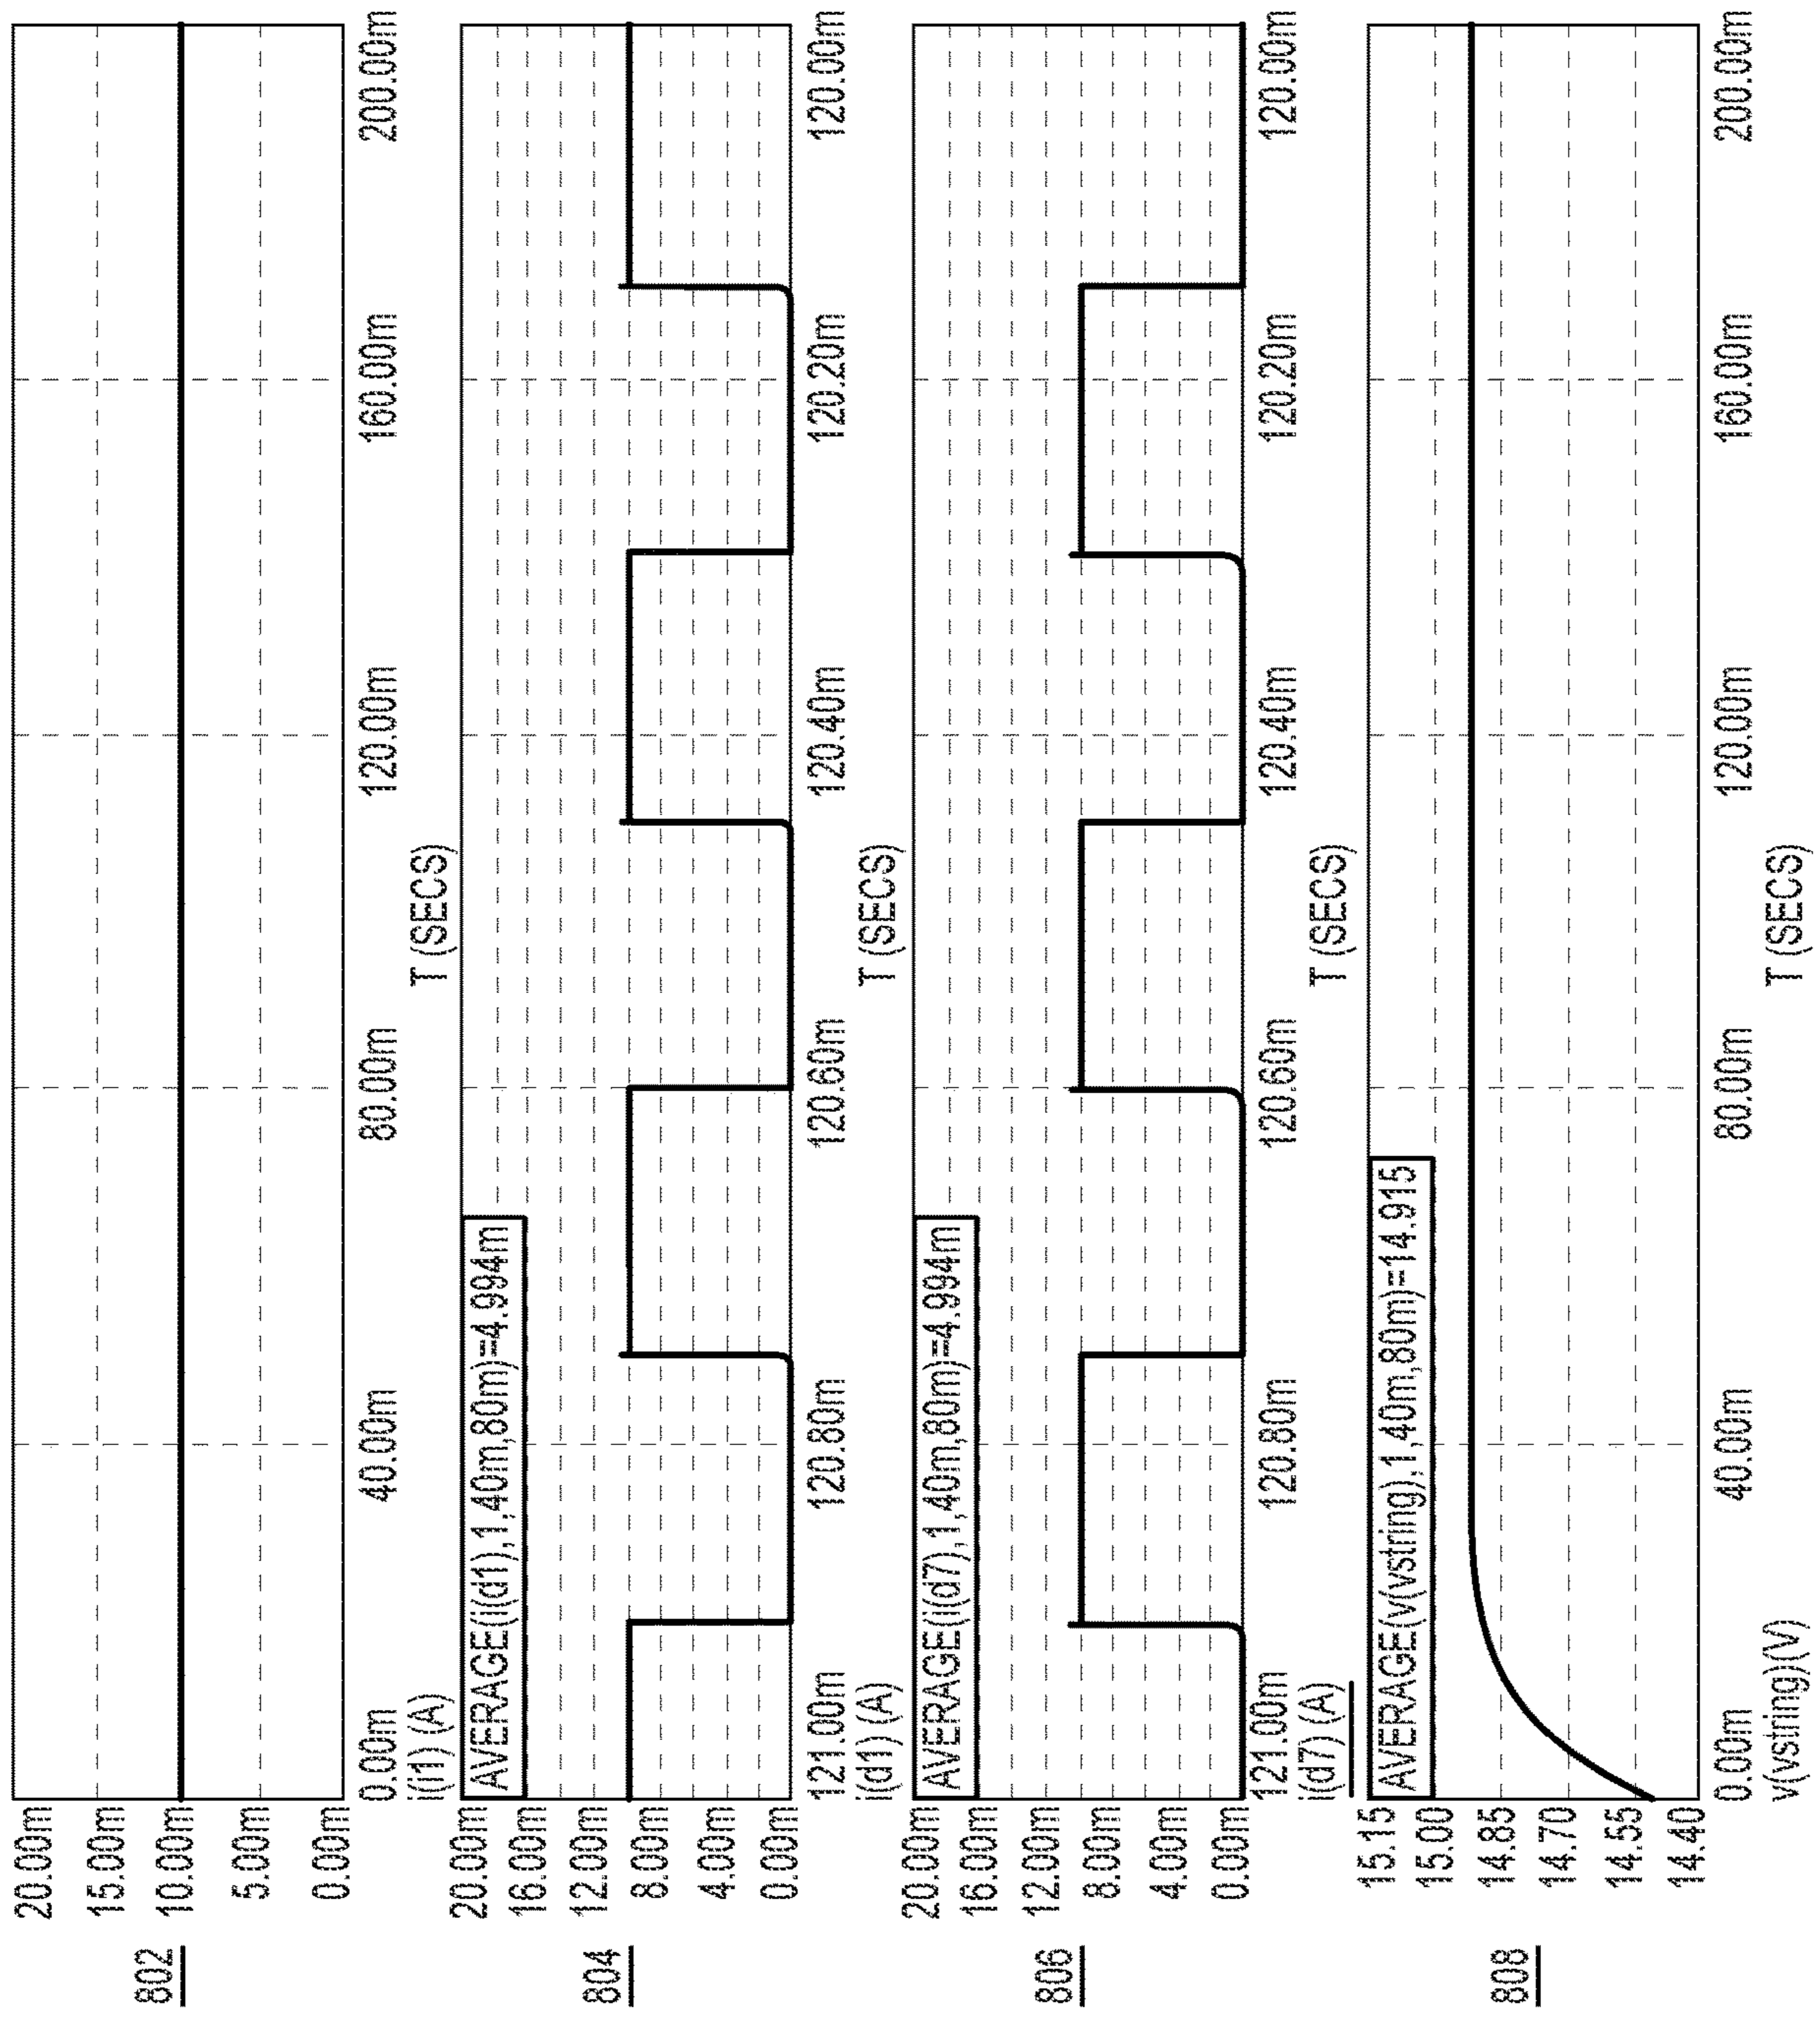 802
20.00m
15.00m
10.00m
5.00m
0.00m
0.00m 40.00m 80.00m 120.00m 160.00m 200.00m
i(i1) (A)
T (SECS)
804
20.00m
16.00m
12.00m
8.00m
4.00m
0.00m
AVERAGE(i(d1),1,40m,80m)=4.994m
121.00m 120.80m 120.60m 120.40m 120.20m 120.00m
i(d1) (A)
T (SECS)
806
20.00m
16.00m
12.00m
8.00m
4.00m
0.00m
AVERAGE(i(d7),1,40m,80m)=4.994m
121.00m 120.80m 120.60m 120.40m 120.20m 120.00m
i(d7) (A)
T (SECS)
808
15.15
15.00
14.85
14.70
14.55
14.40
AVERAGE(v(vstring),1,40m,80m)=14.915
0.00m 40.00m 80.00m 120.00m 160.00m 200.00m
v(vstring)(V)
T (SECS)